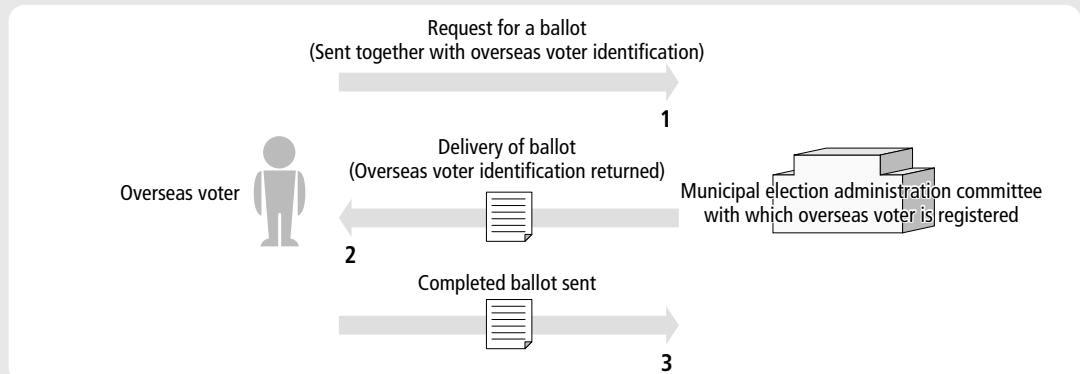 Request for a ballot
(Sent together with overseas voter identification)
1
Delivery of ballot
(Overseas voter identification returned)
Overseas voter
Municipal election administration committee
with which overseas voter is registered
2
Completed ballot sent
3